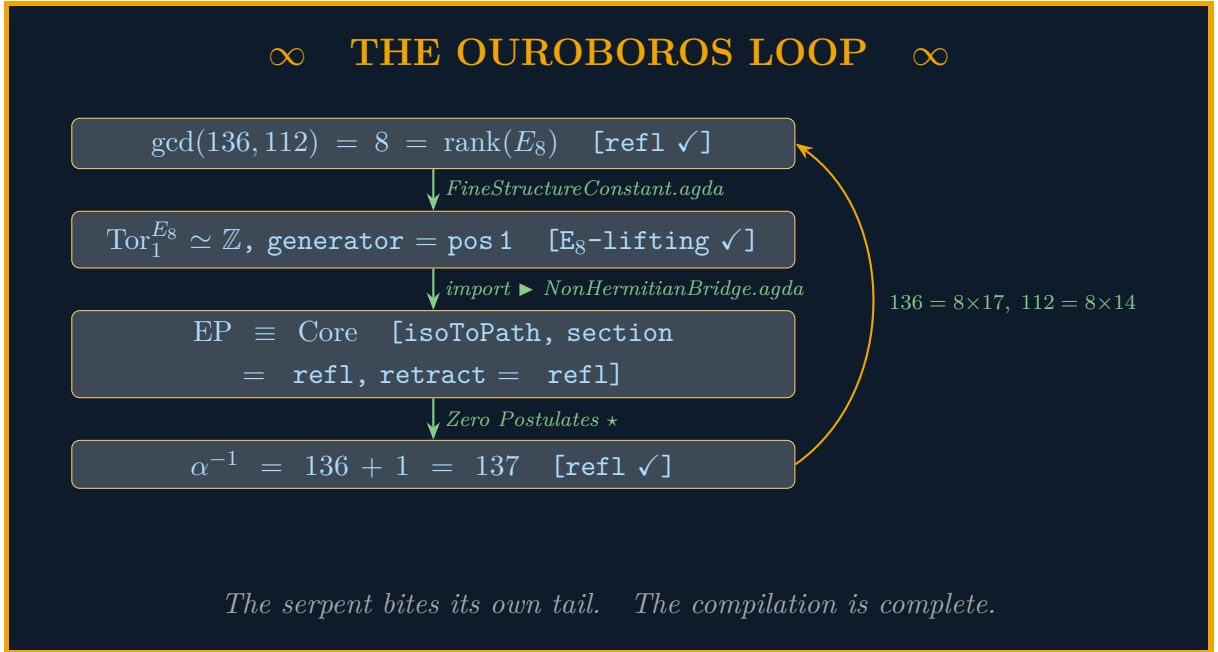 ∞ THE OUROBOROS LOOP ∞
gcd(136, 112) = 8 = rank(E₈) [refl ✓]
FineStructureConstant.agda
Tor₁^{E₈} ≃ ℤ, generator = pos 1 [E₈-lifting ✓]
import ▶ NonHermitianBridge.agda
136 = 8×17, 112 = 8×14
EP ≡ Core [isoToPath, section
= refl, retract = refl]
Zero Postulates ⋆
α⁻¹ = 136 + 1 = 137 [refl ✓]
The serpent bites its own tail. The compilation is complete.